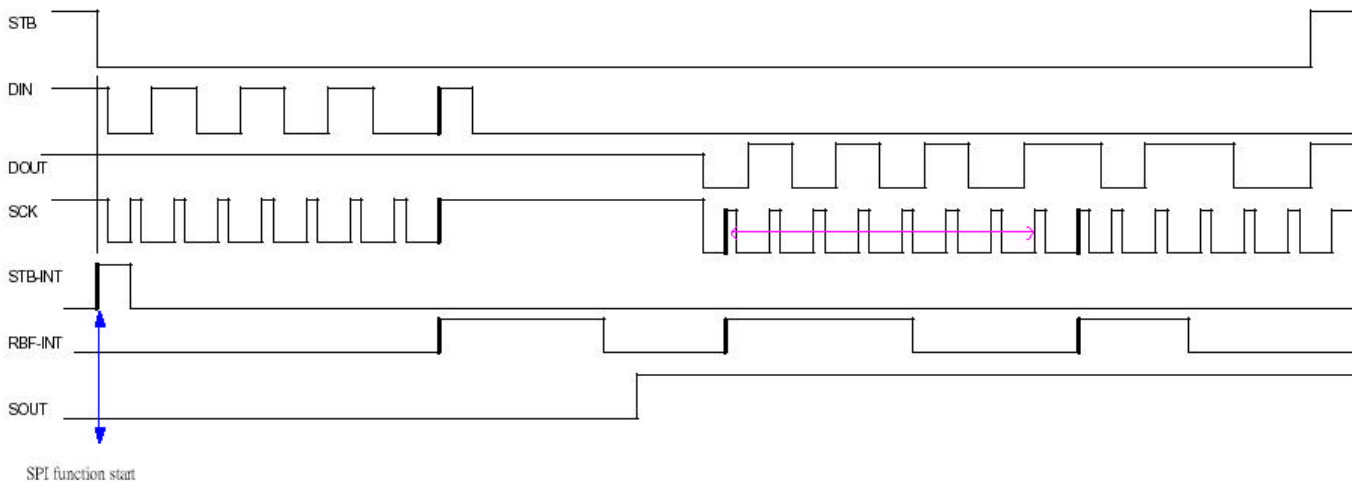 STB
DIN
DOUT
SCK
STB-INT
RBF-INT
SOUT
SPI function start